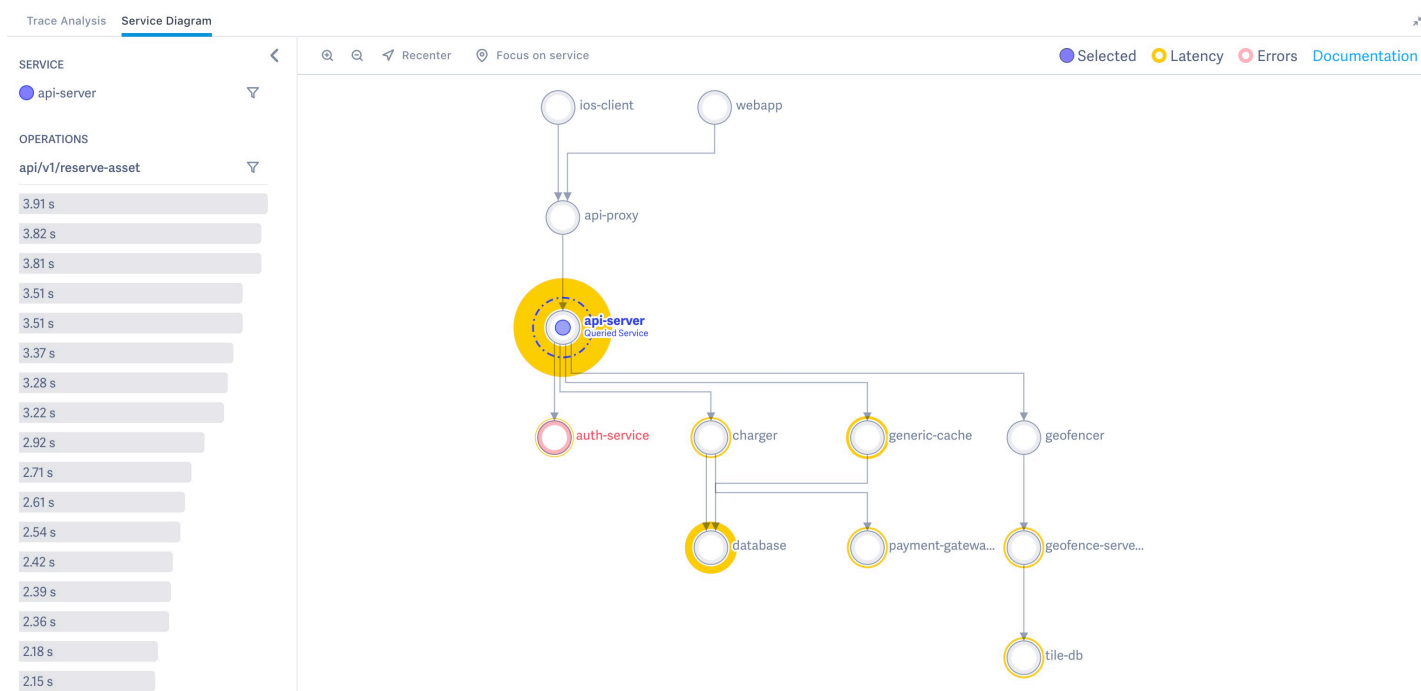 Trace Analysis Service Diagram
SERVICE
api-server
OPERATIONS
api/v1/reserve-asset
3.91 s
3.82 s
3.81 s
3.51 s
3.51 s
3.37 s
3.28 s
3.22 s
2.92 s
2.71 s
2.61 s
2.54 s
2.42 s
2.39 s
2.36 s
2.18 s
2.15 s
Recenter Focus on service
Selected Latency Errors Documentation
ios-client webapp
api-proxy
api-server
Queried Service
auth-service charger generic-cache geofencer
database payment-gatewa... geofence-serve...
tile-db